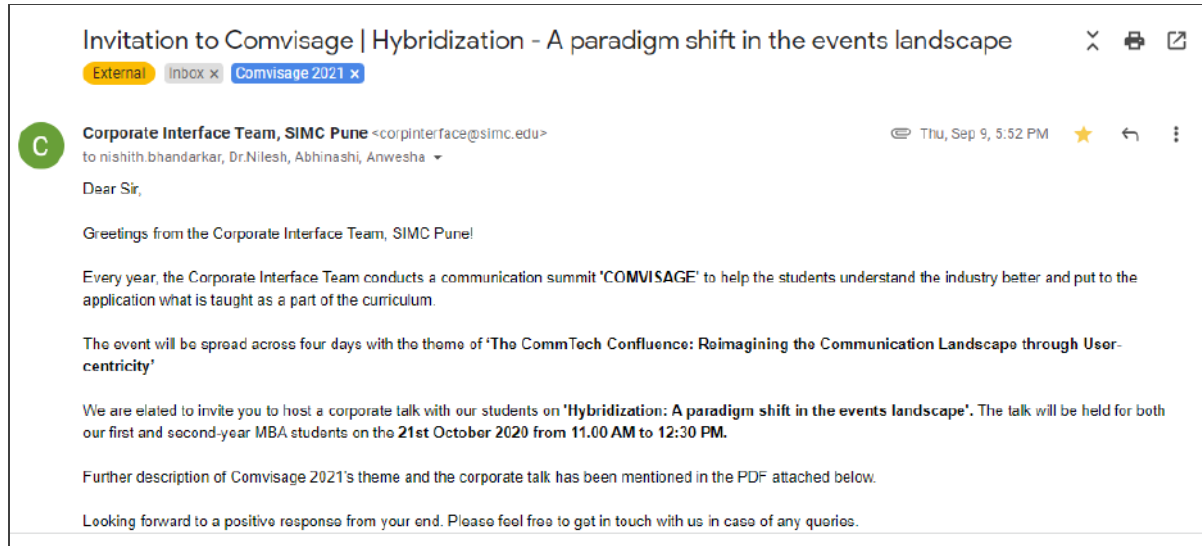 Invitation to Comvisage | Hybridization - A paradigm shift in the events landscape
External Inbox x Comvisage 2021 x
C
Corporate Interface Team, SIMC Pune <corpinterface@simc.edu> Thu, Sep 9, 5:52 PM
to nishith.bhandarkar, Dr.Nilesh, Abhinashi, Anwesha
Dear Sir,
Greetings from the Corporate Interface Team, SIMC Pune!
Every year, the Corporate Interface Team conducts a communication summit 'COMVISAGE' to help the students understand the industry better and put to the
application what is taught as a part of the curriculum.
The event will be spread across four days with the theme of ‘The CommTech Confluence: Reimagining the Communication Landscape through User-
centricity’
We are elated to invite you to host a corporate talk with our students on 'Hybridization: A paradigm shift in the events landscape'. The talk will be held for both
our first and second-year MBA students on the 21st October 2020 from 11.00 AM to 12:30 PM.
Further description of Comvisage 2021's theme and the corporate talk has been mentioned in the PDF attached below.
Looking forward to a positive response from your end. Please feel free to get in touch with us in case of any queries.